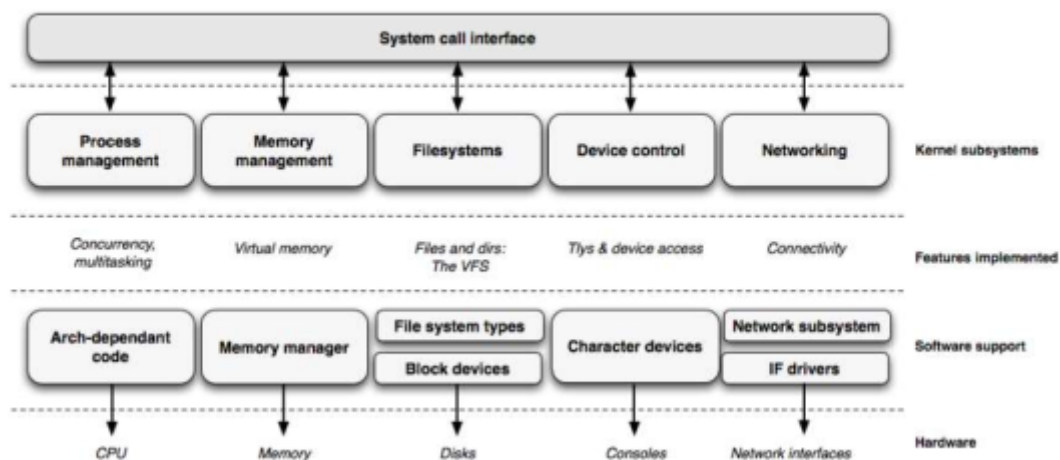 System call interface
Process
management
Memory
management
Filesystems
Device control
Networking
Kernel subsystems
Concurrency,
multitasking
Virtual memory
Files and dirs:
The VFS
Tlys & device access
Connectivity
Features implemented
Arch-dependant
code
Memory manager
File system types
Block devices
Character devices
Network subsystem
IF drivers
Software support
CPU
Memory
Disks
Consoles
Network interfaces
Hardware